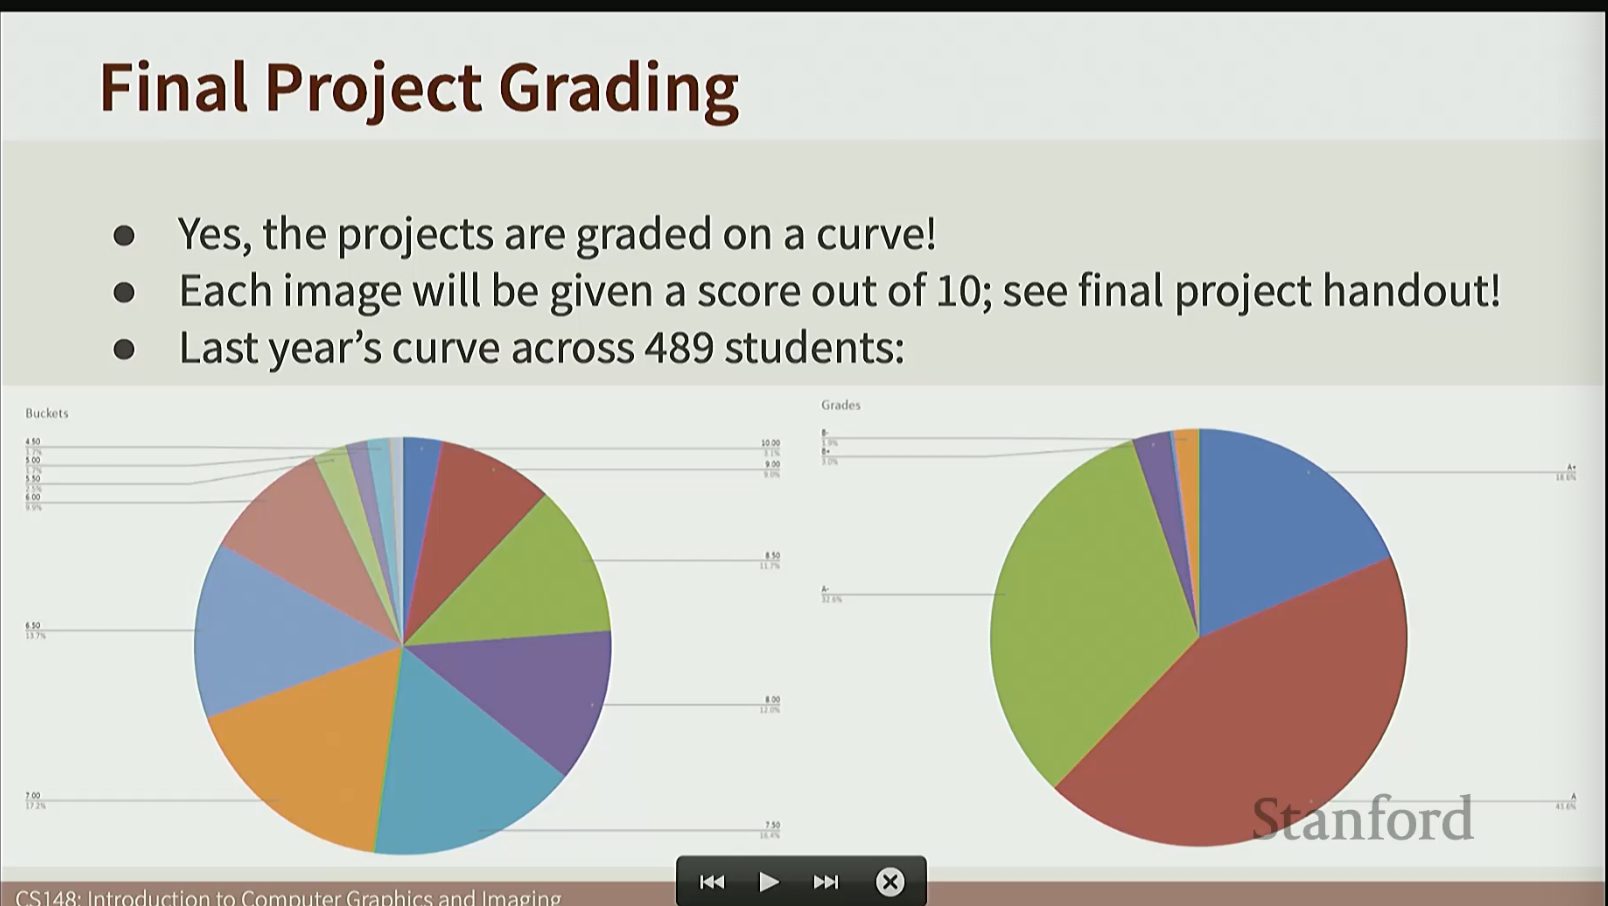 Final Project Grading
● Yes, the projects are graded on a curve!
● Each image will be given a score out of 10; see final project handout!
● Last year’s curve across 489 students:
Buckets
4.50
1.7%
5.00
1.7%
5.50
2.5%
6.00
9.9%
6.50
13.7%
7.00
17.2%
10.00
3.1%
9.00
9.0%
8.50
11.7%
8.00
12.0%
7.50
16.4%
Grades
B-
1.9%
B+
3.0%
A-
32.6%
A+
18.6%
A
43.6%
Stanford
CS148: Introduction to Computer Graphics and Imaging